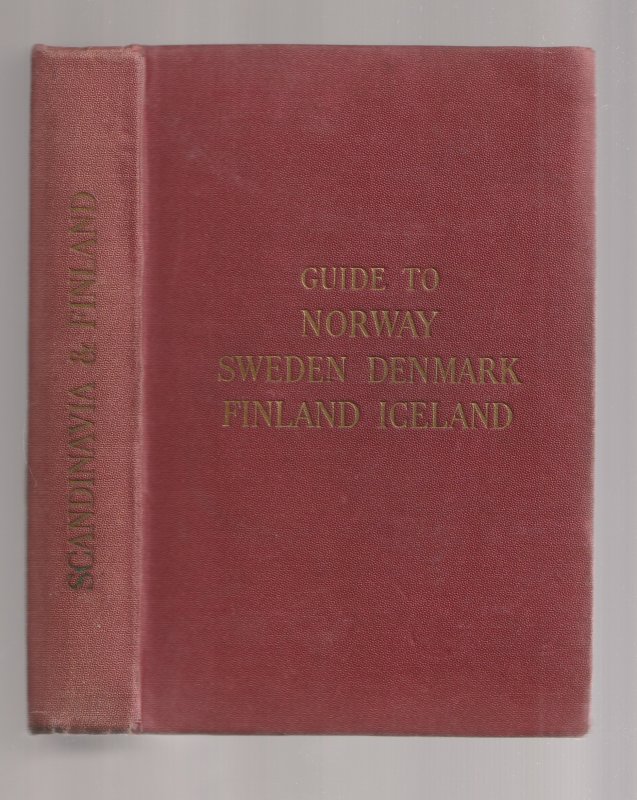 SCANDINAVIA & FINLAND
GUIDE TO
NORWAY
SWEDEN DENMARK
FINLAND ICELAND